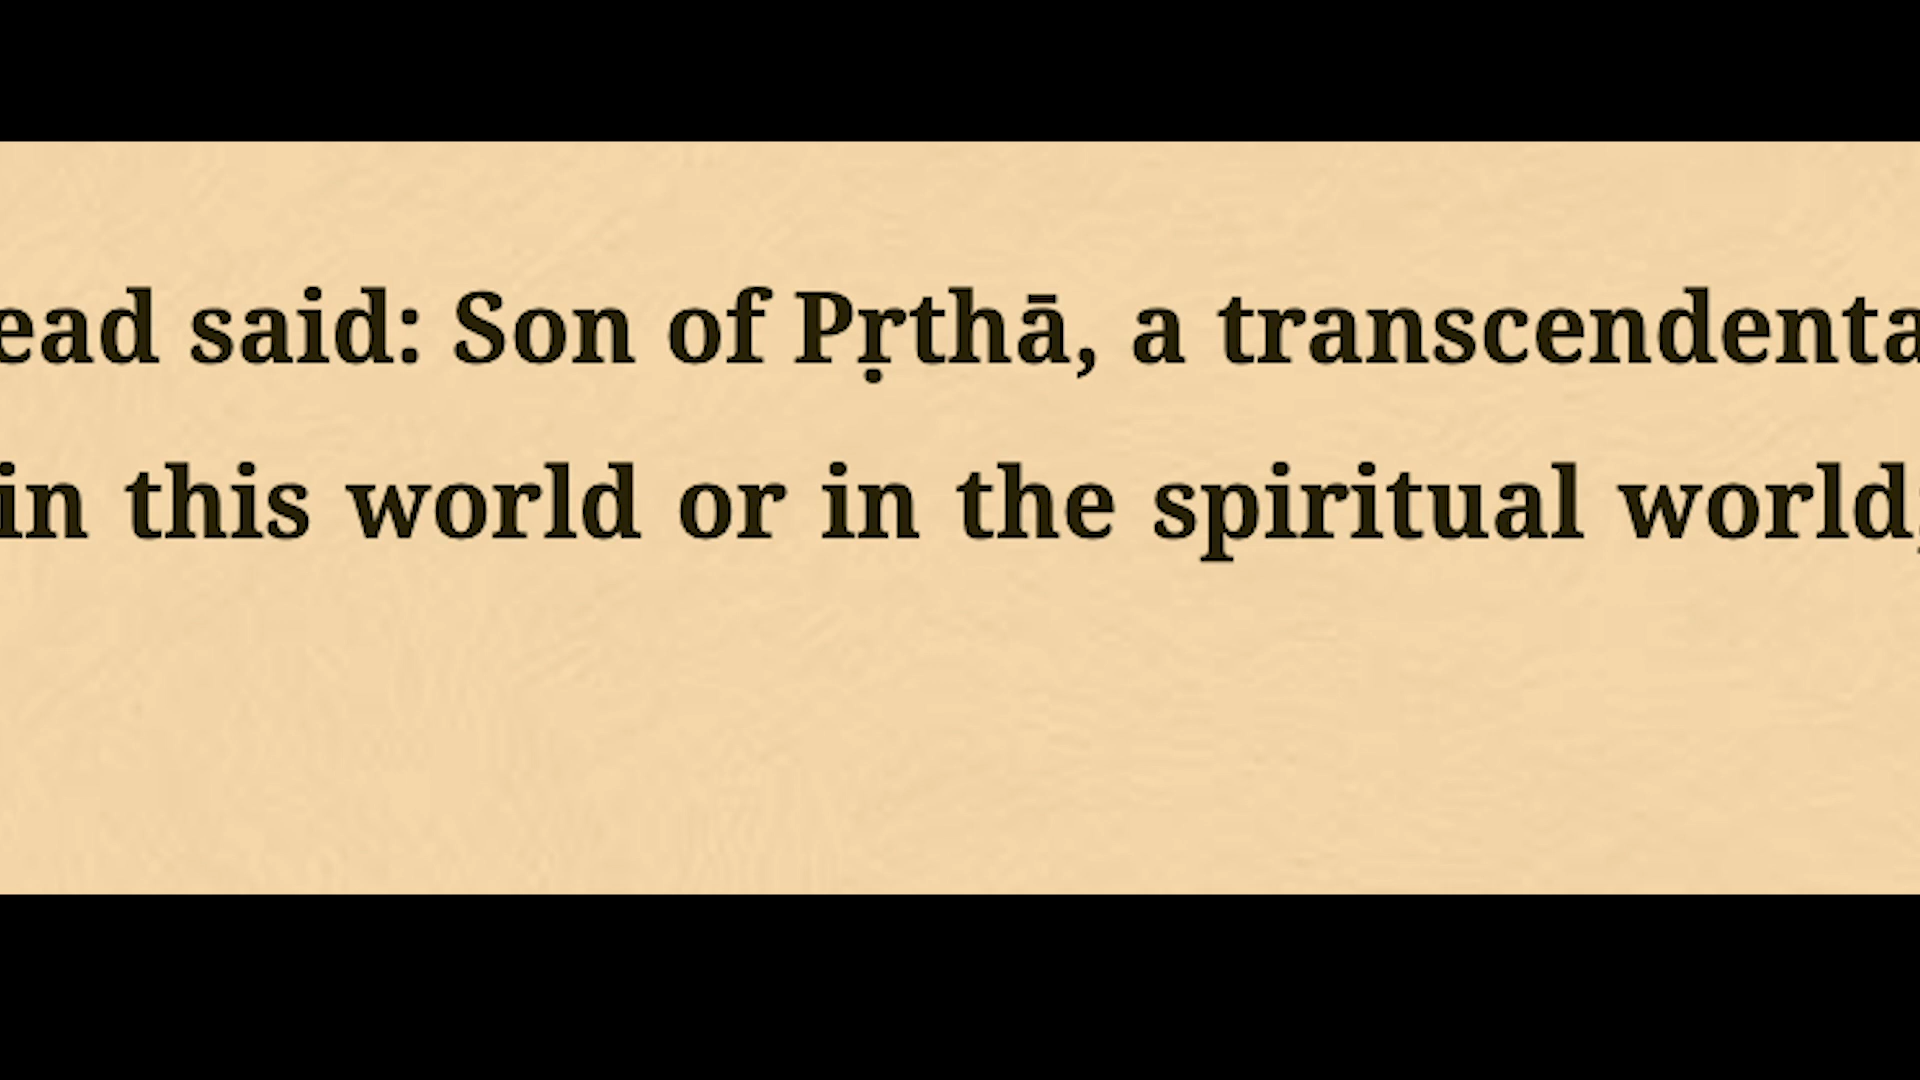 ead said: Son of Pṛthā, a transcendenta
in this world or in the spiritual world;